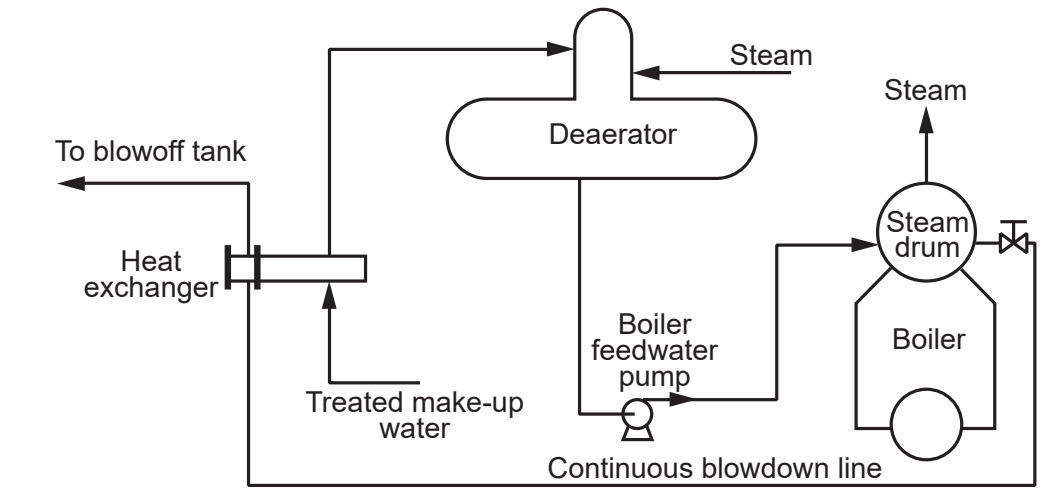 Steam
Steam
Deaerator
To blowoff tank
Steam
drum
Heat
exchanger
Boiler
feedwater
pump
Boiler
Treated make-up
water
Continuous blowdown line